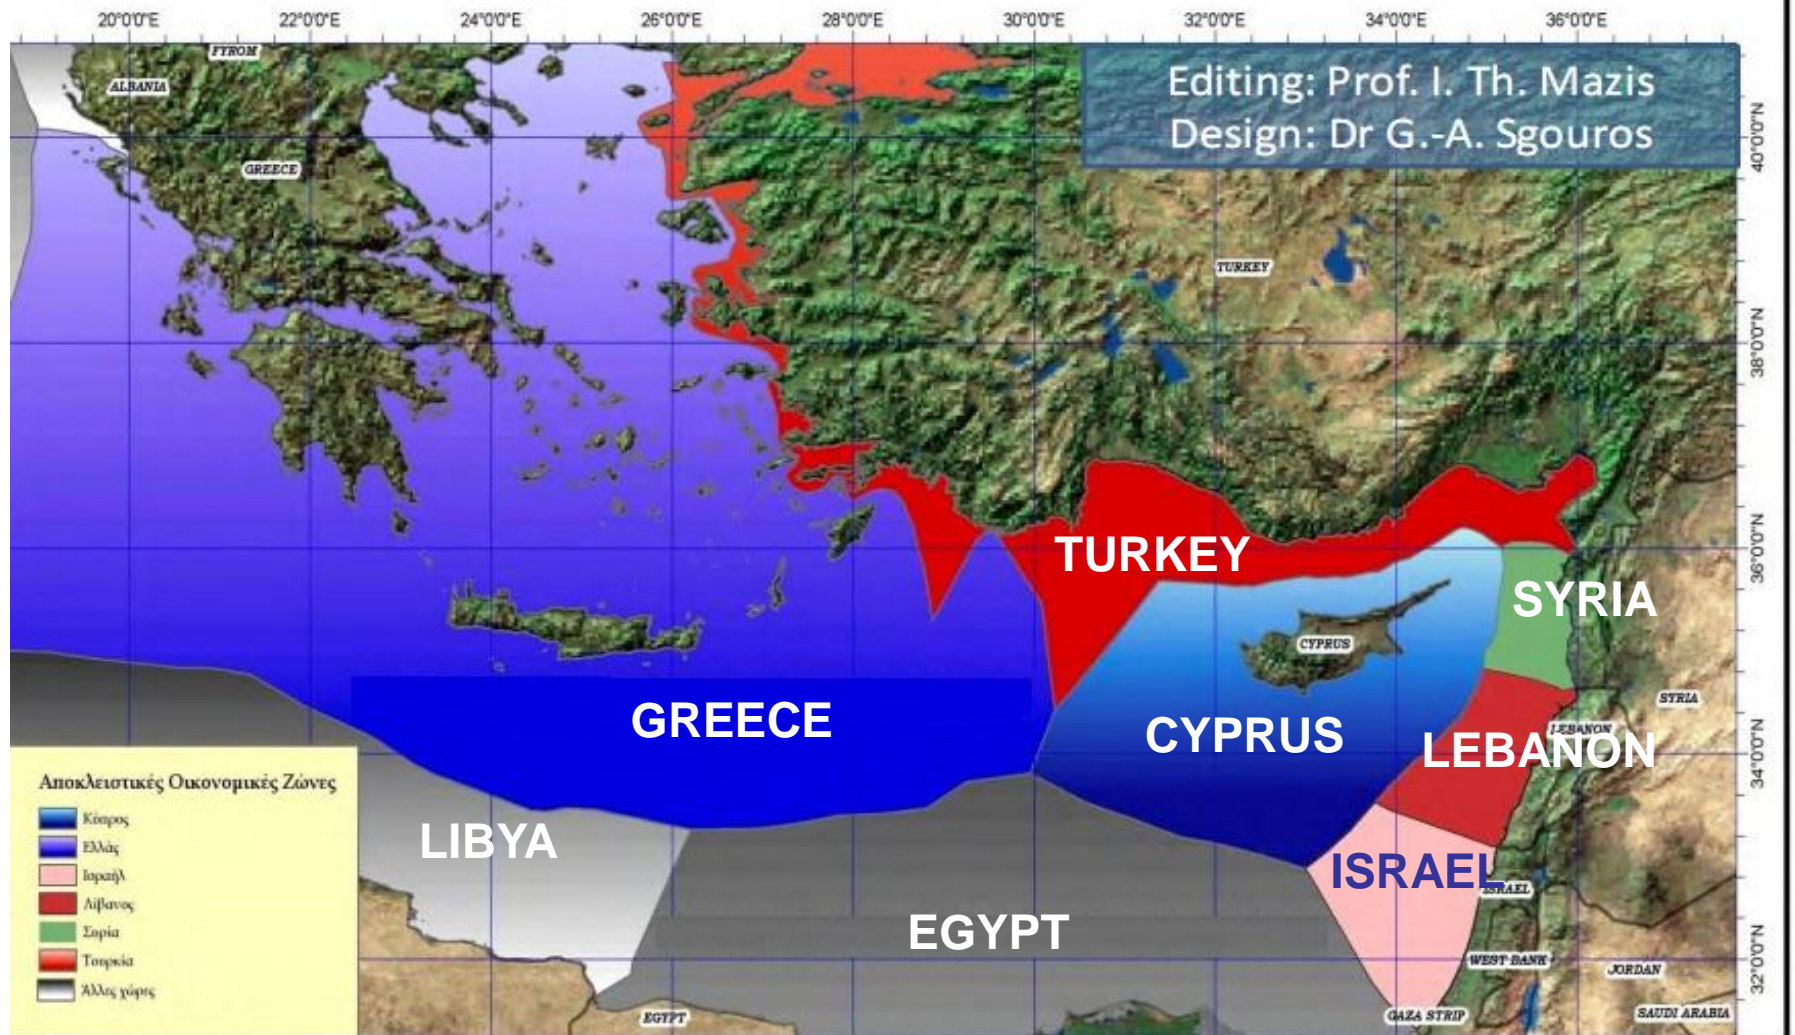 20°0'0"E 22°0'0"E 24°0'0"E 26°0'0"E 28°0'0"E 30°0'0"E 32°0'0"E 34°0'0"E 36°0'0"E
Editing: Prof. I. Th. Mazis
Design: Dr G.-A. Sgouros
FYROM
ALBANIA
GREECE
TURKEY
40°0'0"N
38°0'0"N
36°0'0"N
34°0'0"N
32°0'0"N
TURKEY
SYRIA
CYPRUS
GREECE
CYPRUS
SYRIA
LEBANON
LEBANON
LIBYA
ISRAEL
ISRAEL
EGYPT
WEST BANK
JORDAN
GAZA STRIP
SAUDI ARABIA
EGYPT
Αποκλειστικές Οικονομικές Ζώνες
Κύπρος
Ελλάς
Ισραήλ
Λίβανος
Συρία
Τουρκία
Άλλες χώρες